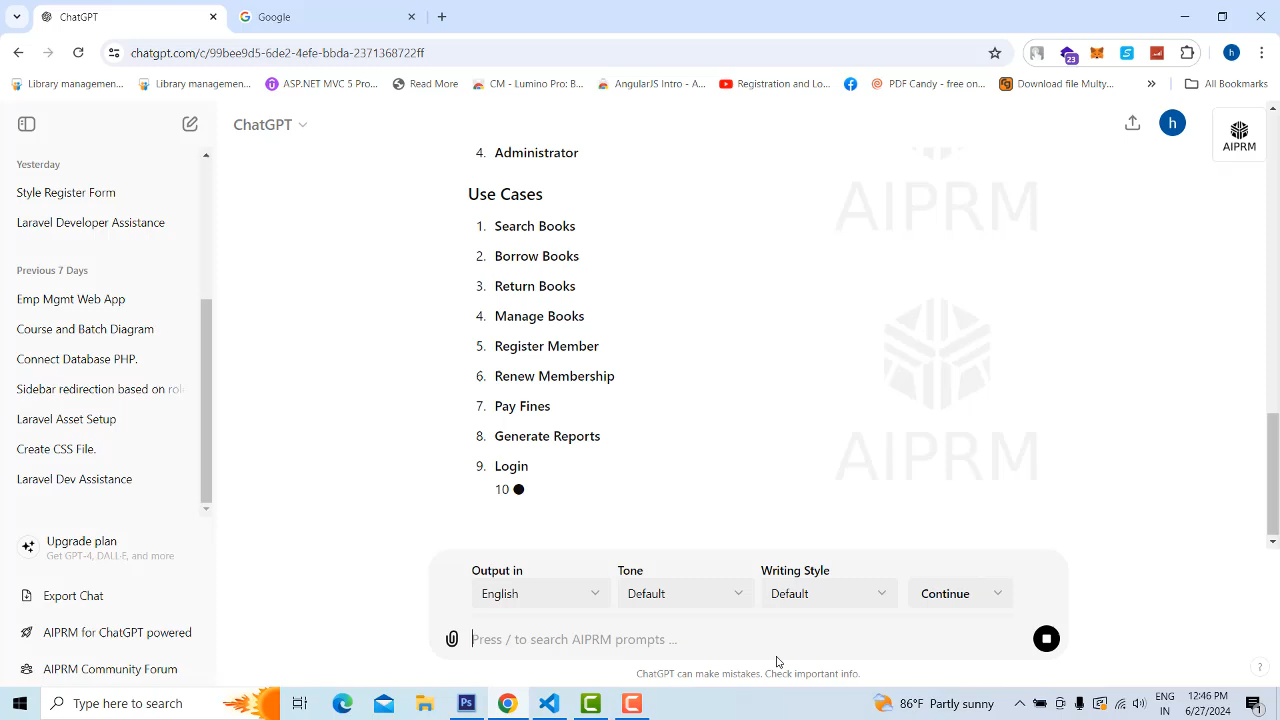 ChatGPT
Google
chatgpt.com/c/99bee9d5-6de2-4efe-bbda-2371368722ff
23
h
Library managemen...
Library managemen...
ASP.NET MVC 5 Pro...
Read More
CM - Lumino Pro B...
AngularJS Intro - A...
Registration and Lo...
PDF Candy - free on...
Download file Multy...
All Bookmarks
ChatGPT
h
AIPRM
Yesterday
Style Register Form
Laravel Developer Assistance
Previous 7 Days
Emp Mgmt Web App
Course and Batch Diagram
Connect Database PHP.
Sidebar redirection based on rol
Laravel Asset Setup
Create CSS File.
Laravel Dev Assistance
Upgrade plan
Get GPT-4, DALL·E, and more
Export Chat
AIPRM for ChatGPT powered
AIPRM Community Forum
4. Administrator
AIPRM
Use Cases
1. Search Books
2. Borrow Books
3. Return Books
4. Manage Books
5. Register Member
6. Renew Membership
7. Pay Fines
8. Generate Reports
9. Login
10
AIPRM
Output in
Tone
Writing Style
English
Default
Default
Continue
Press / to search AIPRM prompts ...
ChatGPT can make mistakes. Check important info.
?
Type here to search
Ps
86°F Partly sunny
ENG
IN
12:46 PM
6/27/2024
1